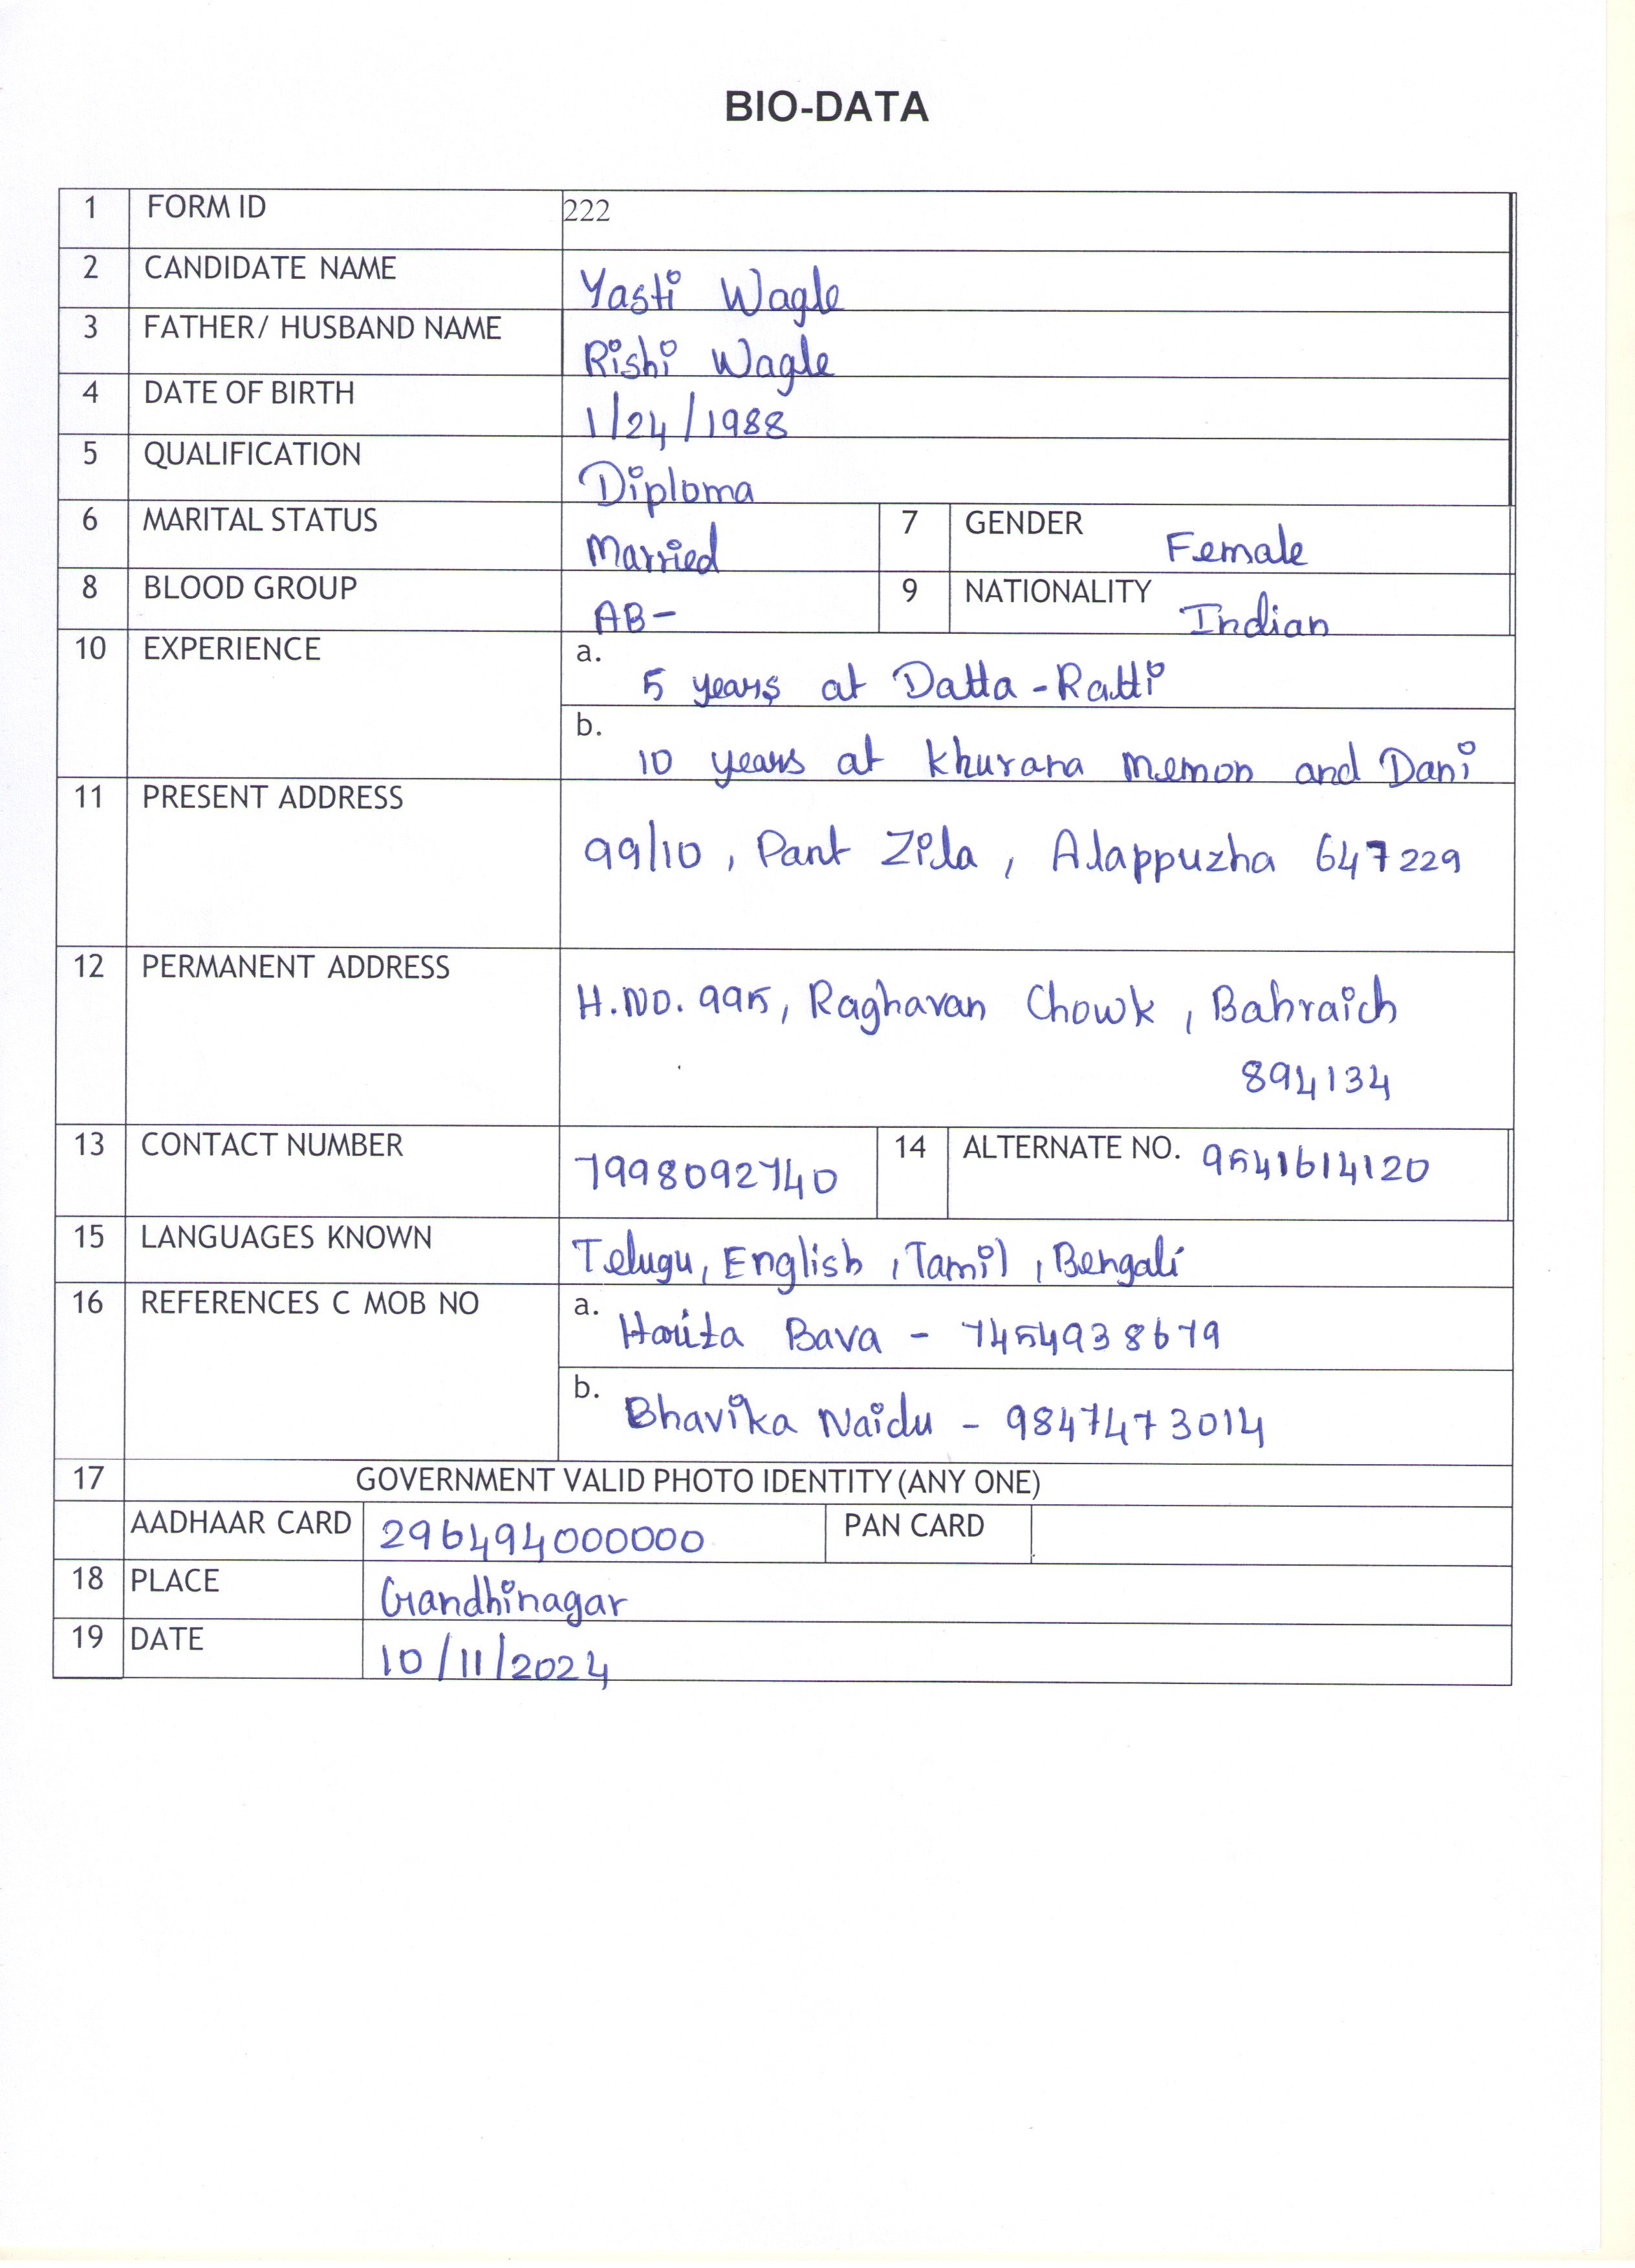 BIO-DATA
1 FORM ID 222
2 CANDIDATE NAME Yasti Wagle
3 FATHER/ HUSBAND NAME Rishi Wagle
4 DATE OF BIRTH 1/24/1988
5 QUALIFICATION Diploma
6 MARITAL STATUS Married 7 GENDER Female
8 BLOOD GROUP AB- 9 NATIONALITY Indian
10 EXPERIENCE a. 5 years at Datta-Ratti
b. 10 years at Khurana Memon and Dani
11 PRESENT ADDRESS 99/10, Pant Zila, Alappuzha 647229
12 PERMANENT ADDRESS H.NO. 995, Raghavan Chowk, Bahraich
894134
13 CONTACT NUMBER 7998092740 14 ALTERNATE NO. 9541614120
15 LANGUAGES KNOWN Telugu, English, Tamil, Bengali
16 REFERENCES C MOB NO a. Harita Bava - 7454938679
b. Bhavika Naidu - 9847473014
17 GOVERNMENT VALID PHOTO IDENTITY (ANY ONE)
AADHAAR CARD 296494000000 PAN CARD
18 PLACE Gandhinagar
19 DATE 10/11/2024